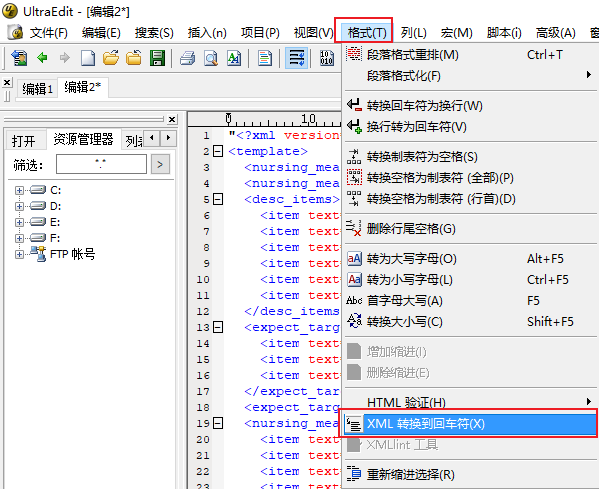 UltraEdit - [编辑2*]
文件(F) 编辑(E) 搜索(S) 插入(n) 项目(P) 视图(V) 格式(T) 列(L) 宏(M) 脚本(i) 高级(A)
编辑1 编辑2*
打开 资源管理器 列表
筛选： *.* >
C:
D:
E:
F:
FTP 帐号
0 10
1 "<?xml version
2 <template>
3 <nursing_mea
4 <nursing_mea
5 <desc_items>
6 <item text
7 <item text
8 <item text
9 <item text
10 <item text
11 <item text
12 </desc_items
13 <expect_targ
14 <item text
15 <item text
16 <item text
17 </expect_tar
18 <expect_targ
19 <nursing_mea
20 <item text
21 <item text
22 <item text
23 <item text
段落格式重排(M) Ctrl+T
段落格式化(F)
转换回车符为换行(W)
换行转为回车符(V)
转换制表符为空格(S)
转换空格为制表符 (全部)(P)
转换空格为制表符 (行首)(D)
删除行尾空格(G)
转为大写字母(O) Alt+F5
转为小写字母(L) Ctrl+F5
首字母大写(A) F5
转换大小写(C) Shift+F5
增加缩进(I)
删除缩进(E)
HTML 验证(H)
XML 转换到回车符(X)
XMLlint 工具
重新缩进选择(R)